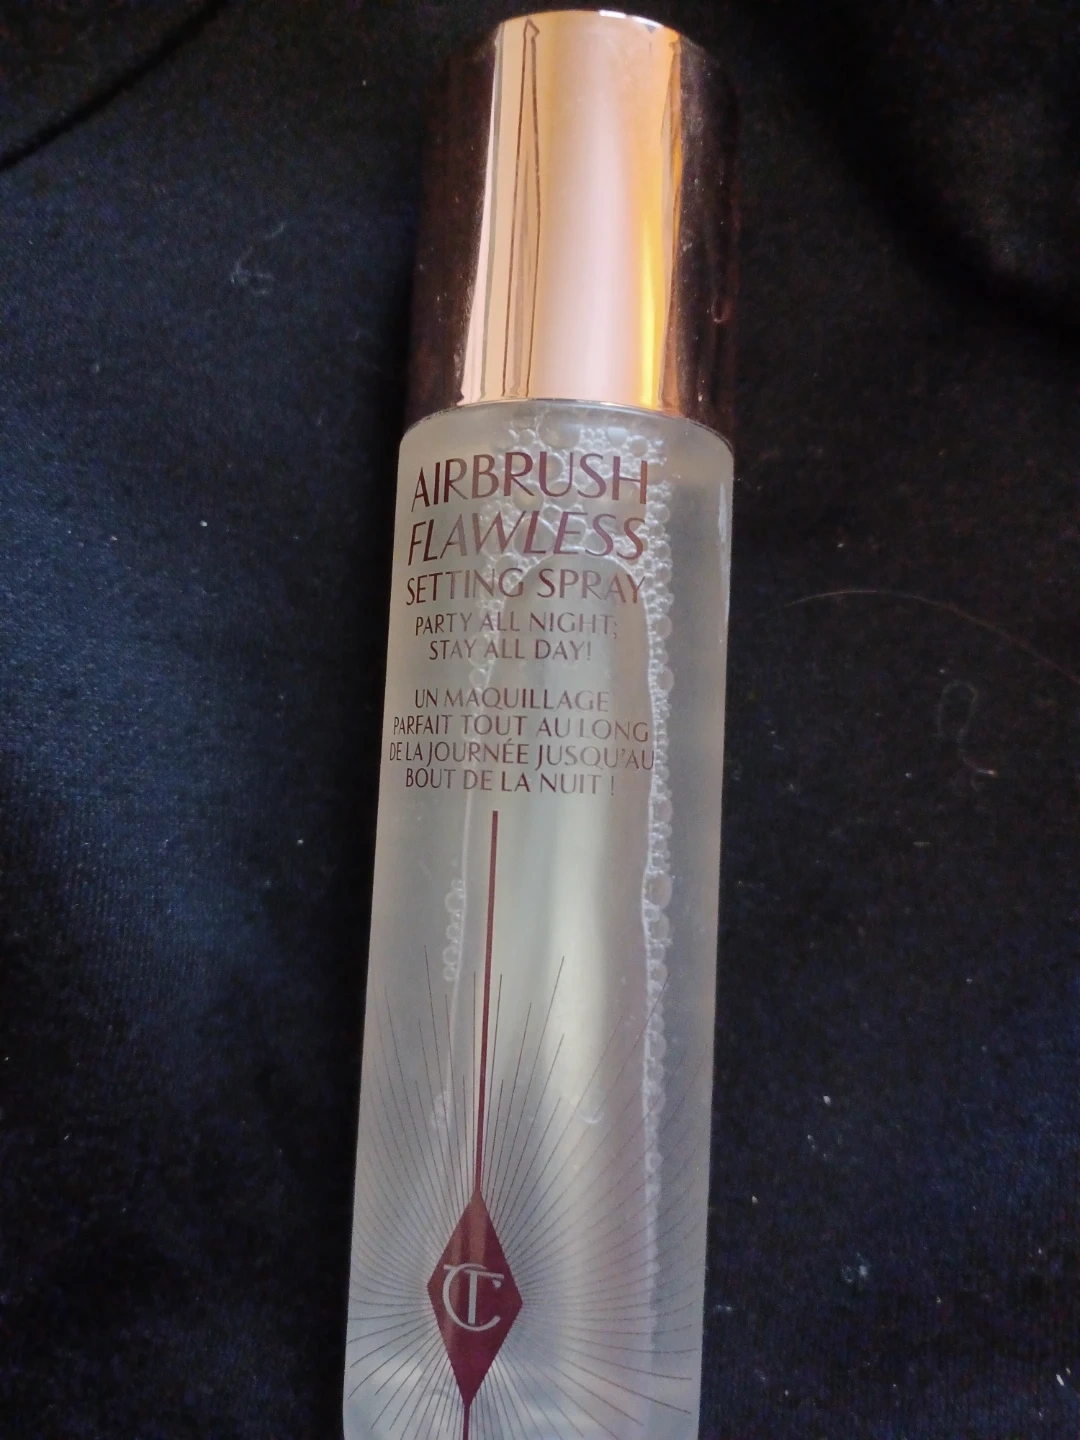 AIRBRUSH
FLAWLESS
SETTING SPRAY
PARTY ALL NIGHT;
STAY ALL DAY!
UN MAQUILLAGE
PARFAIT TOUT AU LONG
DE LA JOURNÉE JUSQU'AU
BOUT DE LA NUIT !
CT